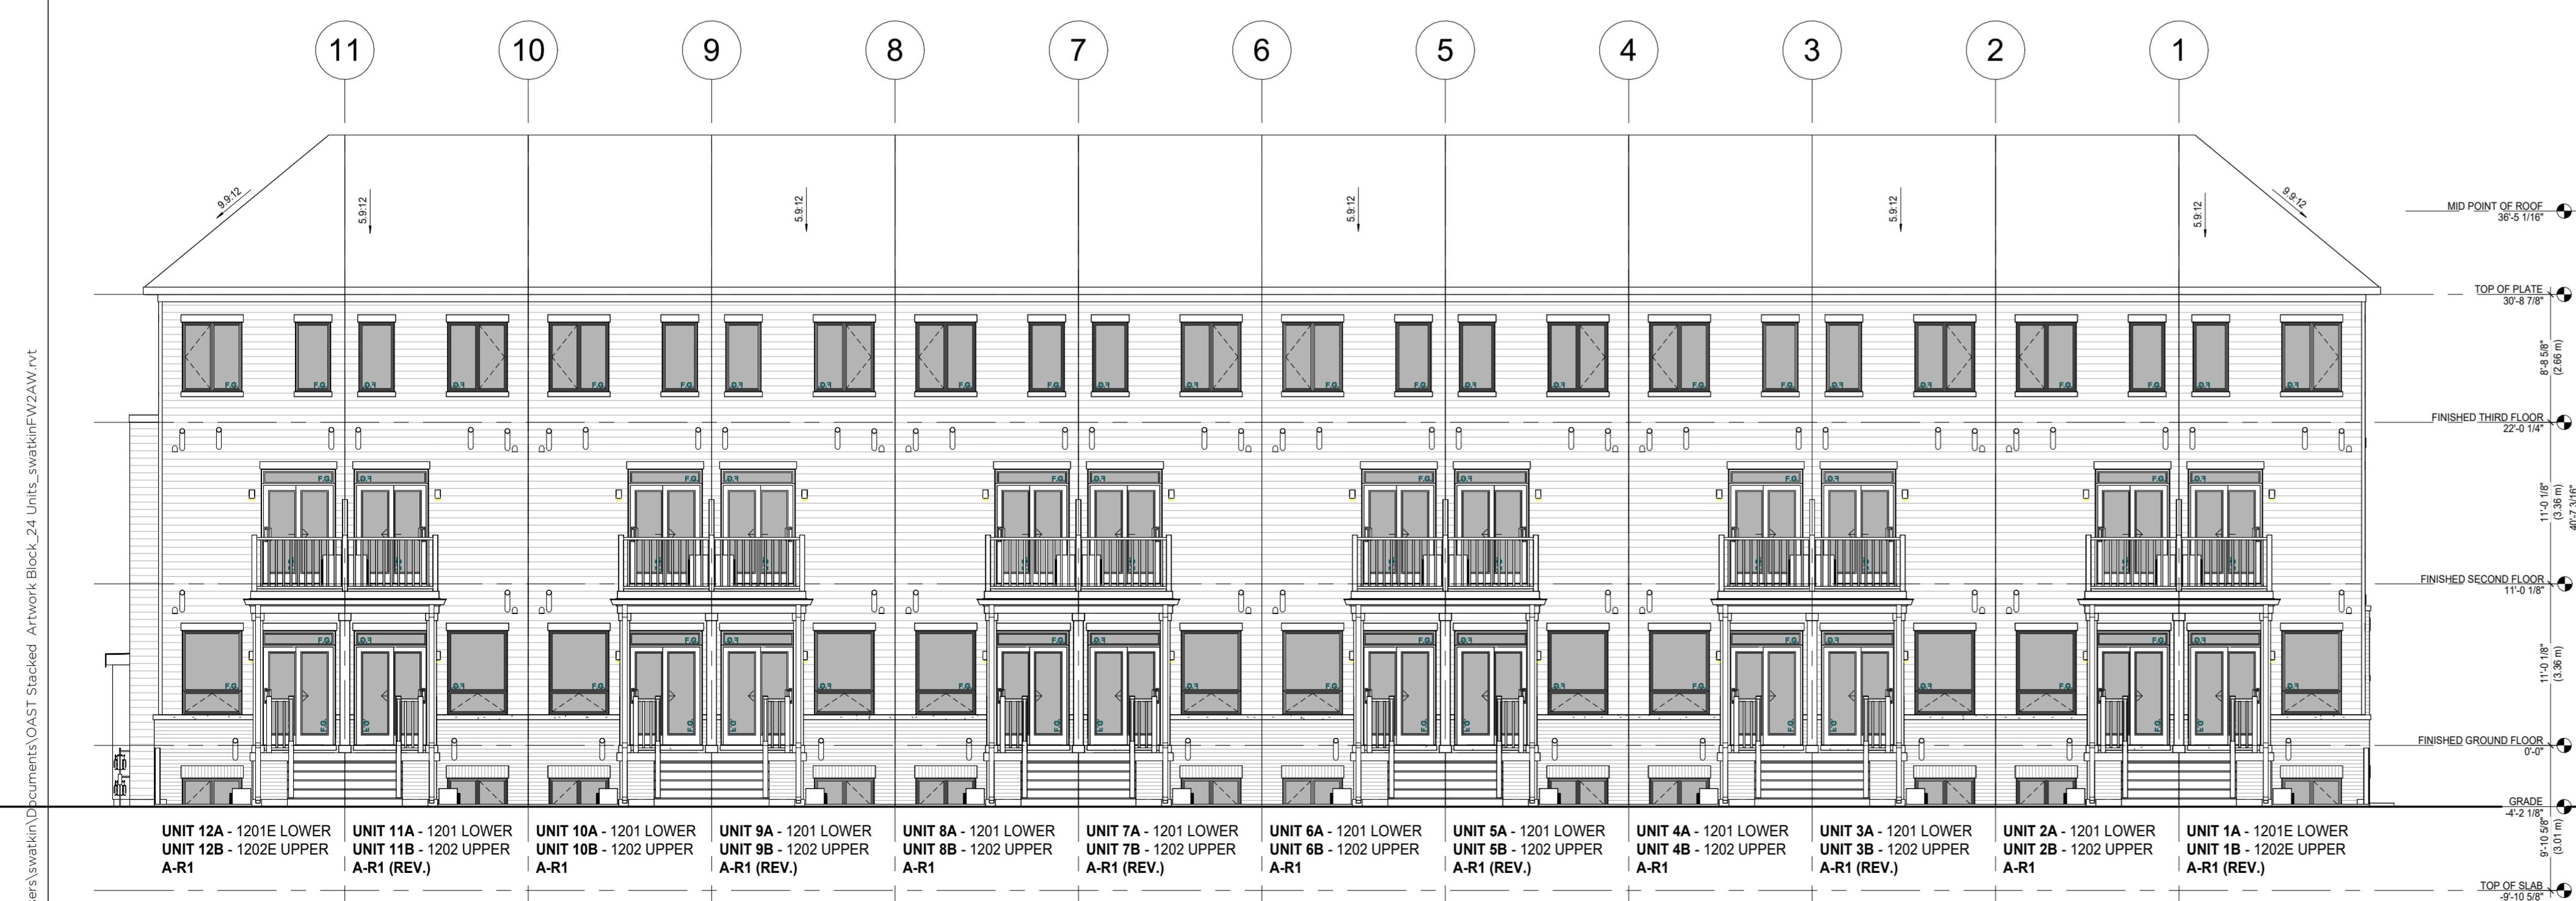 11 10 9 8 7 6 5 4 3 2 1
9.9:12 5.9:12 5.9:12 5.9:12 5.9:12 5.9:12 9.9:12
MID POINT OF ROOF
36'-5 1/16"
TOP OF PLATE
30'-8 7/8"
8'-8 5/8"
(2.66 m)
FINISHED THIRD FLOOR
22'-0 1/4"
11'-0 1/8"
(3.36 m)
40'-7 3/16"
FINISHED SECOND FLOOR
11'-0 1/8"
11'-0 1/8"
(3.36 m)
FINISHED GROUND FLOOR
0'-0"
GRADE
-4'-2 1/8"
9'-10 5/8"
(3.01 m)
TOP OF SLAB
-9'-10 5/8"
F.G. F.G. F.G. F.G. F.G. F.G. F.G. F.G. F.G. F.G. F.G. F.G. F.G. F.G. F.G. F.G. F.G. F.G. F.G. F.G. F.G. F.G. F.G. F.G.
F.G. F.G. F.G. F.G. F.G. F.G. F.G. F.G. F.G. F.G. F.G. F.G.
F.G. F.G. F.G. F.G. F.G. F.G. F.G. F.G. F.G. F.G. F.G. F.G.
F.G. F.G. F.G. F.G. F.G. F.G. F.G. F.G. F.G. F.G. F.G. F.G.
F.G. F.G. F.G. F.G. F.G. F.G. F.G. F.G. F.G. F.G. F.G. F.G.
UNIT 12A - 1201E LOWER
UNIT 12B - 1202E UPPER
A-R1
UNIT 11A - 1201 LOWER
UNIT 11B - 1202 UPPER
A-R1 (REV.)
UNIT 10A - 1201 LOWER
UNIT 10B - 1202 UPPER
A-R1
UNIT 9A - 1201 LOWER
UNIT 9B - 1202 UPPER
A-R1 (REV.)
UNIT 8A - 1201 LOWER
UNIT 8B - 1202 UPPER
A-R1
UNIT 7A - 1201 LOWER
UNIT 7B - 1202 UPPER
A-R1 (REV.)
UNIT 6A - 1201 LOWER
UNIT 6B - 1202 UPPER
A-R1
UNIT 5A - 1201 LOWER
UNIT 5B - 1202 UPPER
A-R1 (REV.)
UNIT 4A - 1201 LOWER
UNIT 4B - 1202 UPPER
A-R1
UNIT 3A - 1201 LOWER
UNIT 3B - 1202 UPPER
A-R1 (REV.)
UNIT 2A - 1201 LOWER
UNIT 2B - 1202 UPPER
A-R1
UNIT 1A - 1201E LOWER
UNIT 1B - 1202E UPPER
A-R1 (REV.)
ers\swatkin\Documents\OAST Stacked Artwork Block_24 Units_swatkinFW2AW.rvt